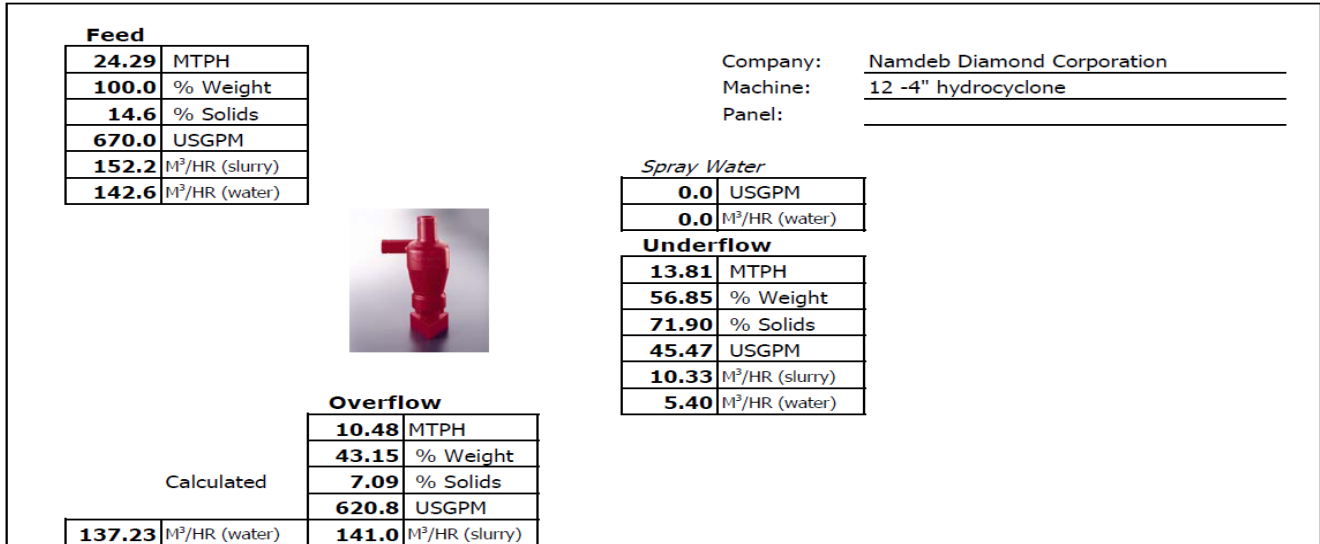 Feed
24.29 MTPH
100.0 % Weight
14.6 % Solids
670.0 USGPM
152.2 M³/HR (slurry)
142.6 M³/HR (water)
Company: Namdeb Diamond Corporation
Machine: 12 -4" hydrocyclone
Panel:
Spray Water
0.0 USGPM
0.0 M³/HR (water)
Underflow
13.81 MTPH
56.85 % Weight
71.90 % Solids
45.47 USGPM
10.33 M³/HR (slurry)
5.40 M³/HR (water)
Overflow
10.48 MTPH
43.15 % Weight
Calculated 7.09 % Solids
620.8 USGPM
137.23 M³/HR (water) 141.0 M³/HR (slurry)